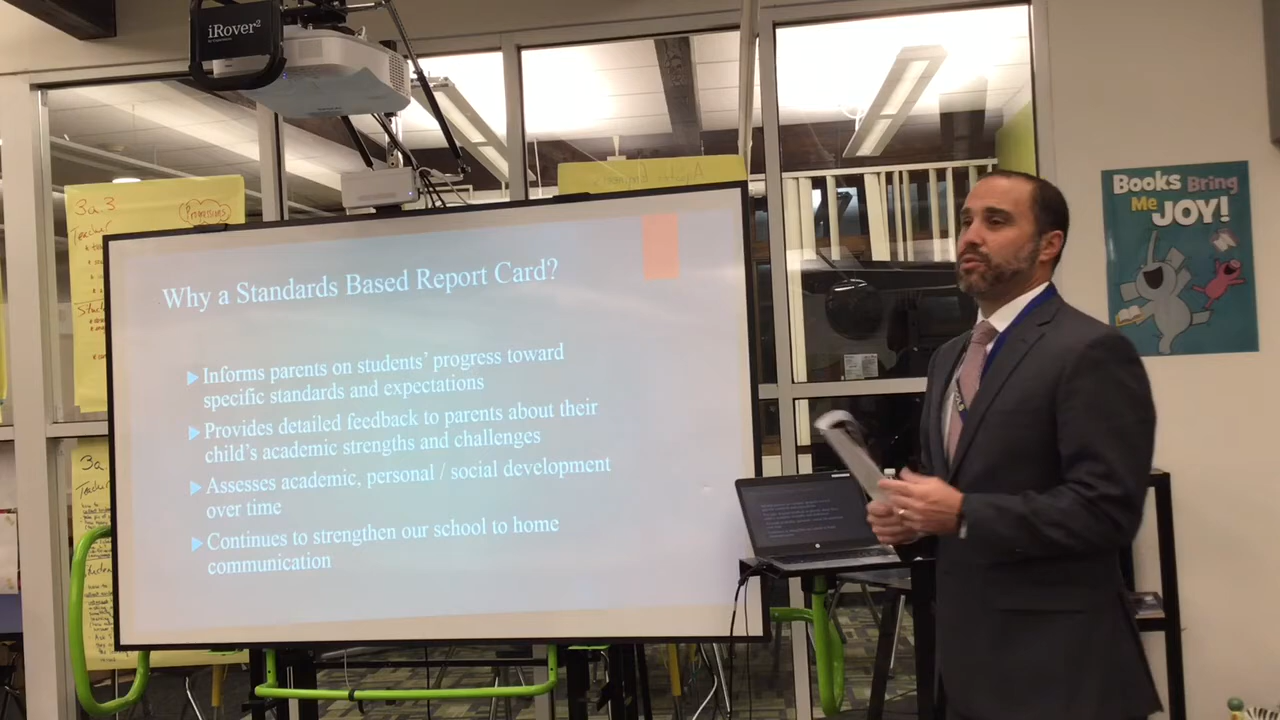 iRover²
3a.3
Progressions
Why a Standards Based Report Card?
Informs parents on students' progress toward
specific standards and expectations
Provides detailed feedback to parents about their
child's academic strengths and challenges
Assesses academic, personal / social development
over time
Continues to strengthen our school to home
communication
Books Bring
Me JOY!
3a.